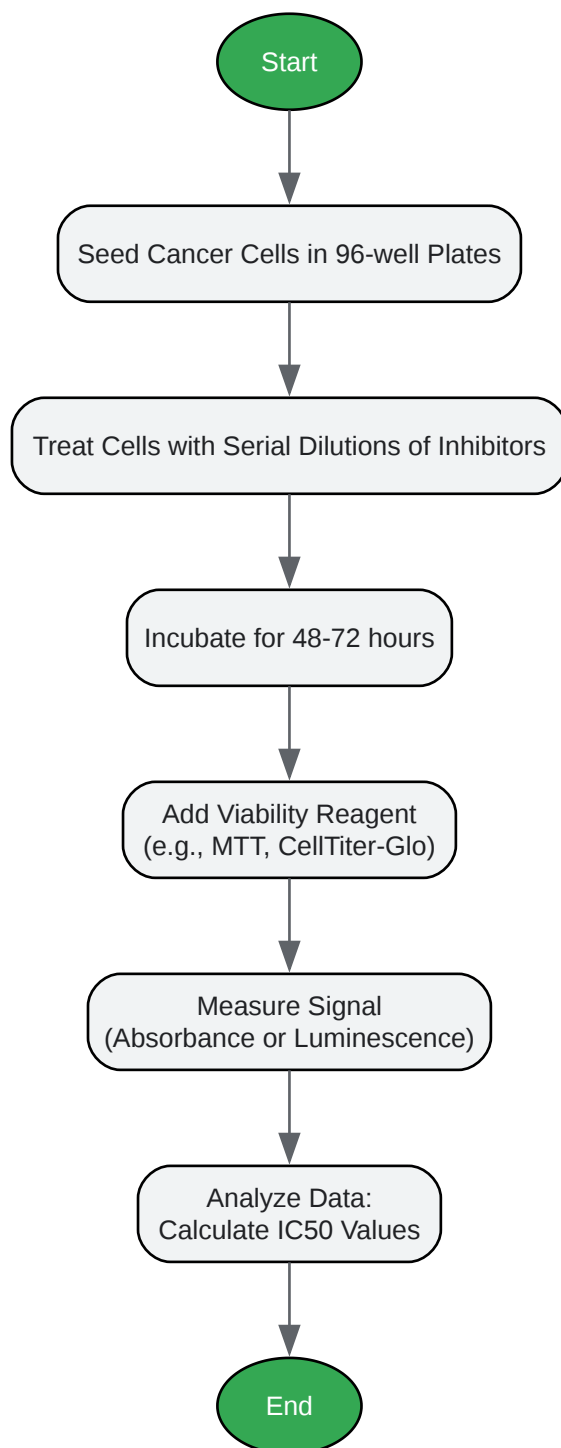 Start
Seed Cancer Cells in 96-well Plates
Treat Cells with Serial Dilutions of Inhibitors
Incubate for 48-72 hours
Add Viability Reagent
(e.g., MTT, CellTiter-Glo)
Measure Signal
(Absorbance or Luminescence)
Analyze Data:
Calculate IC50 Values
End